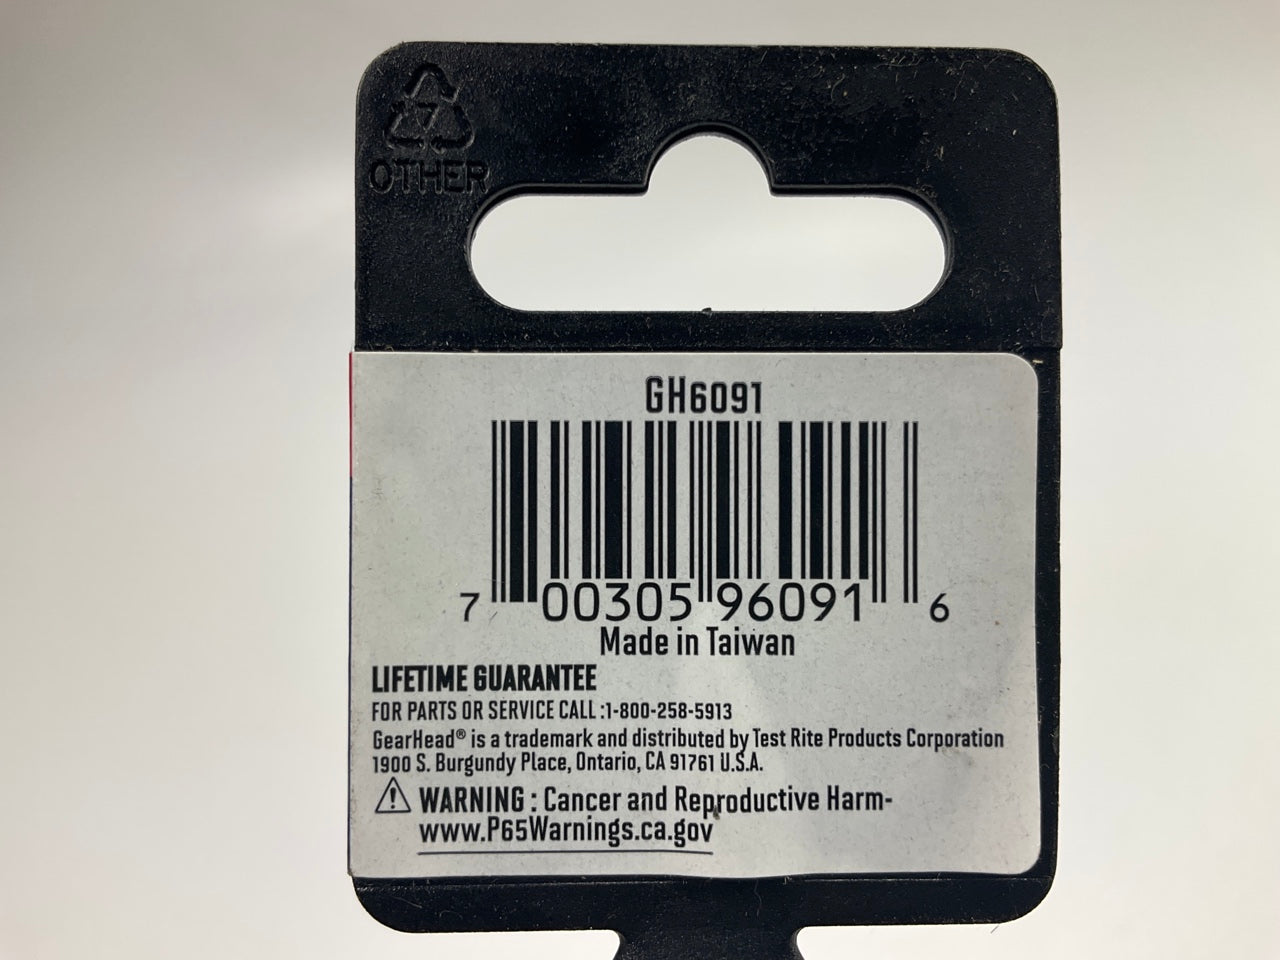 7
OTHER
GH6091
7 00305 96091 6
Made in Taiwan
LIFETIME GUARANTEE
FOR PARTS OR SERVICE CALL :1-800-258-5913
GearHead® is a trademark and distributed by Test Rite Products Corporation
1900 S. Burgundy Place, Ontario, CA 91761 U.S.A.
WARNING : Cancer and Reproductive Harm-
www.P65Warnings.ca.gov